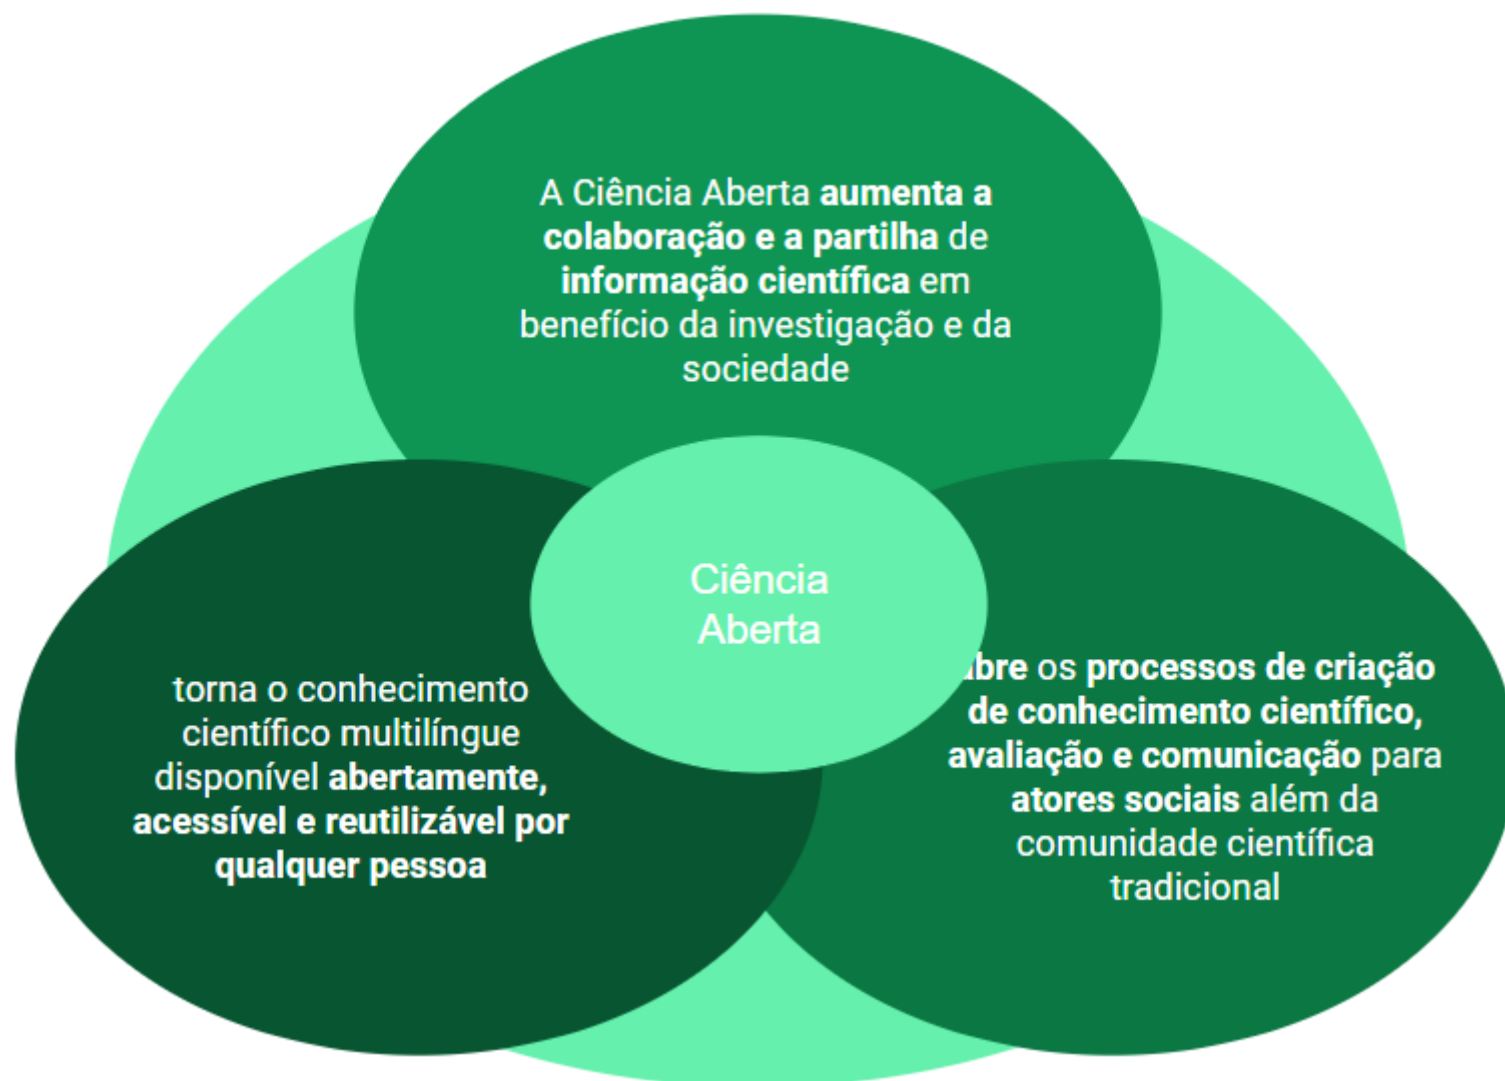 A Ciência Aberta aumenta a
colaboração e a partilha de
informação científica em
benefício da investigação e da
sociedade
Ciência
Aberta
torna o conhecimento
científico multilíngue
disponível abertamente,
acessível e reutilizável por
qualquer pessoa
abre os processos de criação
de conhecimento científico,
avaliação e comunicação para
atores sociais além da
comunidade científica
tradicional